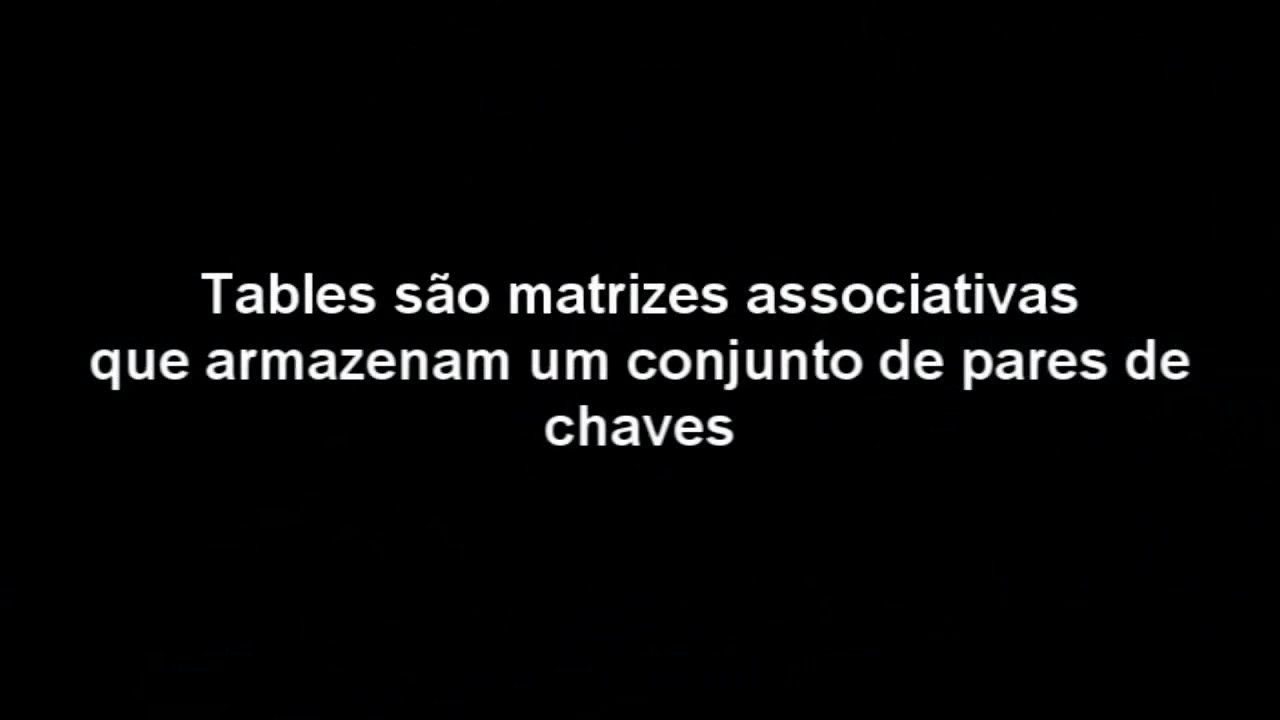 Tables são matrizes associativas
que armazenam um conjunto de pares de
chaves